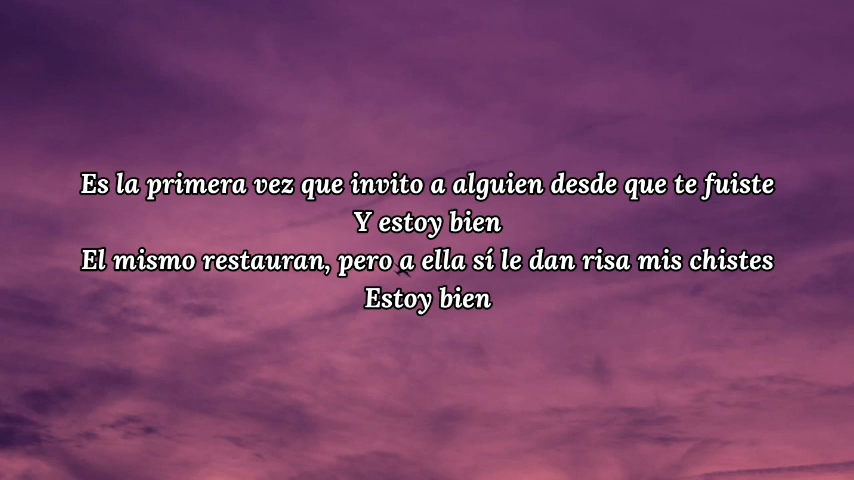 Es la primera vez que invito a alguien desde que te fuiste
Y estoy bien
El mismo restauran, pero a ella sí le dan risa mis chistes
Estoy bien